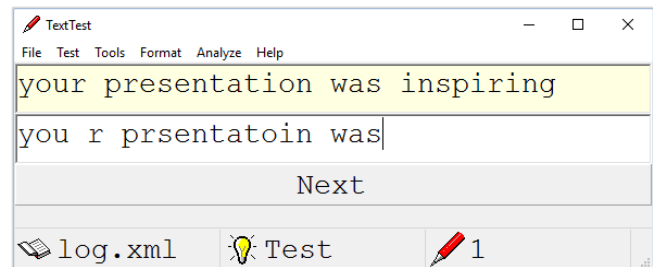 TextTest
File Test Tools Format Analyze Help
your presentation was inspiring
you r prsentatoin was
Next
log.xml Test 1